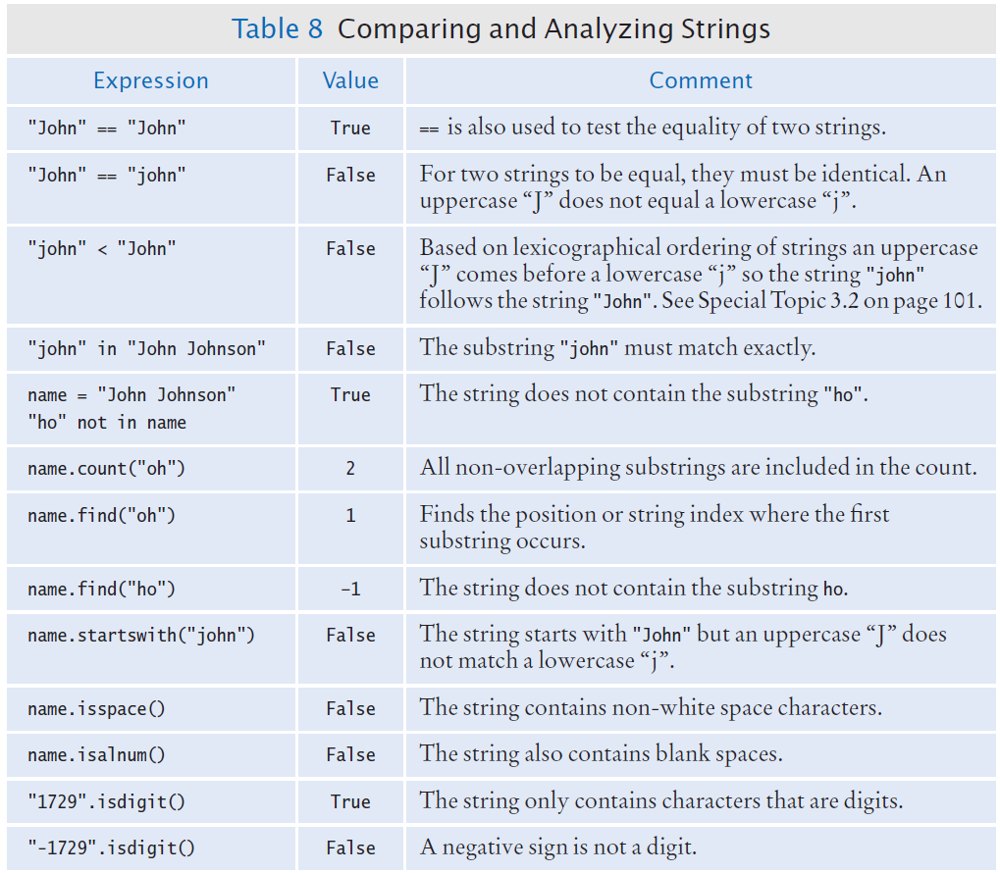 Table 8 Comparing and Analyzing Strings
Expression Value Comment
"John" == "John" True == is also used to test the equality of two strings.
"John" == "john" False For two strings to be equal, they must be identical. An
uppercase “J” does not equal a lowercase “j”.
"john" < "John" False Based on lexicographical ordering of strings an uppercase
“J” comes before a lowercase “j” so the string "john"
follows the string "John". See Special Topic 3.2 on page 101.
"john" in "John Johnson" False The substring "john" must match exactly.
name = "John Johnson" True The string does not contain the substring "ho".
"ho" not in name
name.count("oh") 2 All non-overlapping substrings are included in the count.
name.find("oh") 1 Finds the position or string index where the first
substring occurs.
name.find("ho") –1 The string does not contain the substring ho.
name.startswith("john") False The string starts with "John" but an uppercase “J” does
not match a lowercase “j”.
name.isspace() False The string contains non-white space characters.
name.isalnum() False The string also contains blank spaces.
"1729".isdigit() True The string only contains characters that are digits.
"-1729".isdigit() False A negative sign is not a digit.